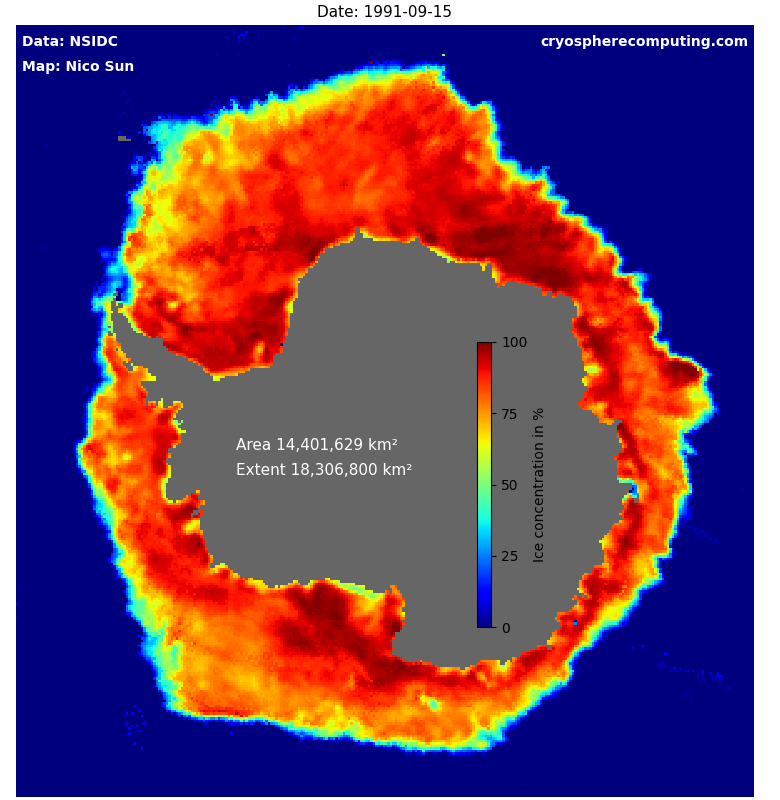 Date: 1991-09-15
Data: NSIDC
cryospherecomputing.com
Map: Nico Sun
100
75
50
25
0
Ice concentration in %
Area 14,401,629 km²
Extent 18,306,800 km²